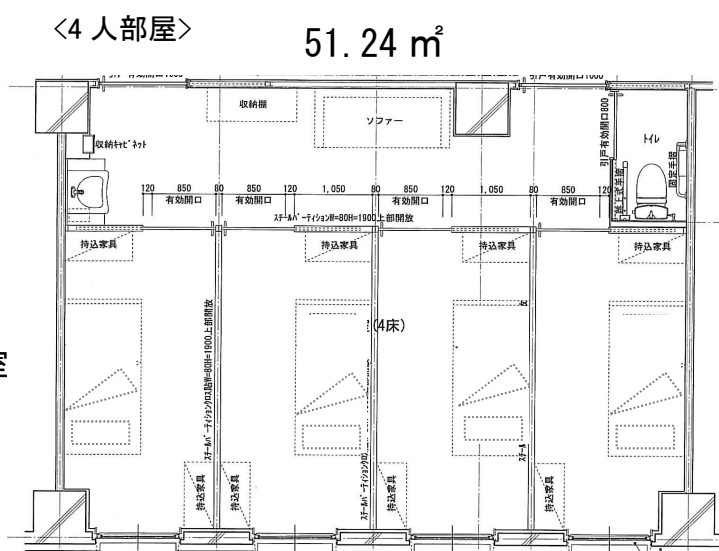 <4 人部屋>
51.24 ㎡
収納棚
ソファー
収納ｷｬﾋﾞﾈｯﾄ
引戸有効開口800
トイレ
固定手摺
120 850 80 850 120 1,050 80 1,050 120 850 80 850 120
有効開口 有効開口 有効開口 有効開口
ｽﾁｰﾙﾊﾟｰﾃｨｼｮﾝW=80H=1900上部開放
持込家具 持込家具 持込家具 持込家具
(4床)
室
持込家具 持込家具 持込家具 持込家具